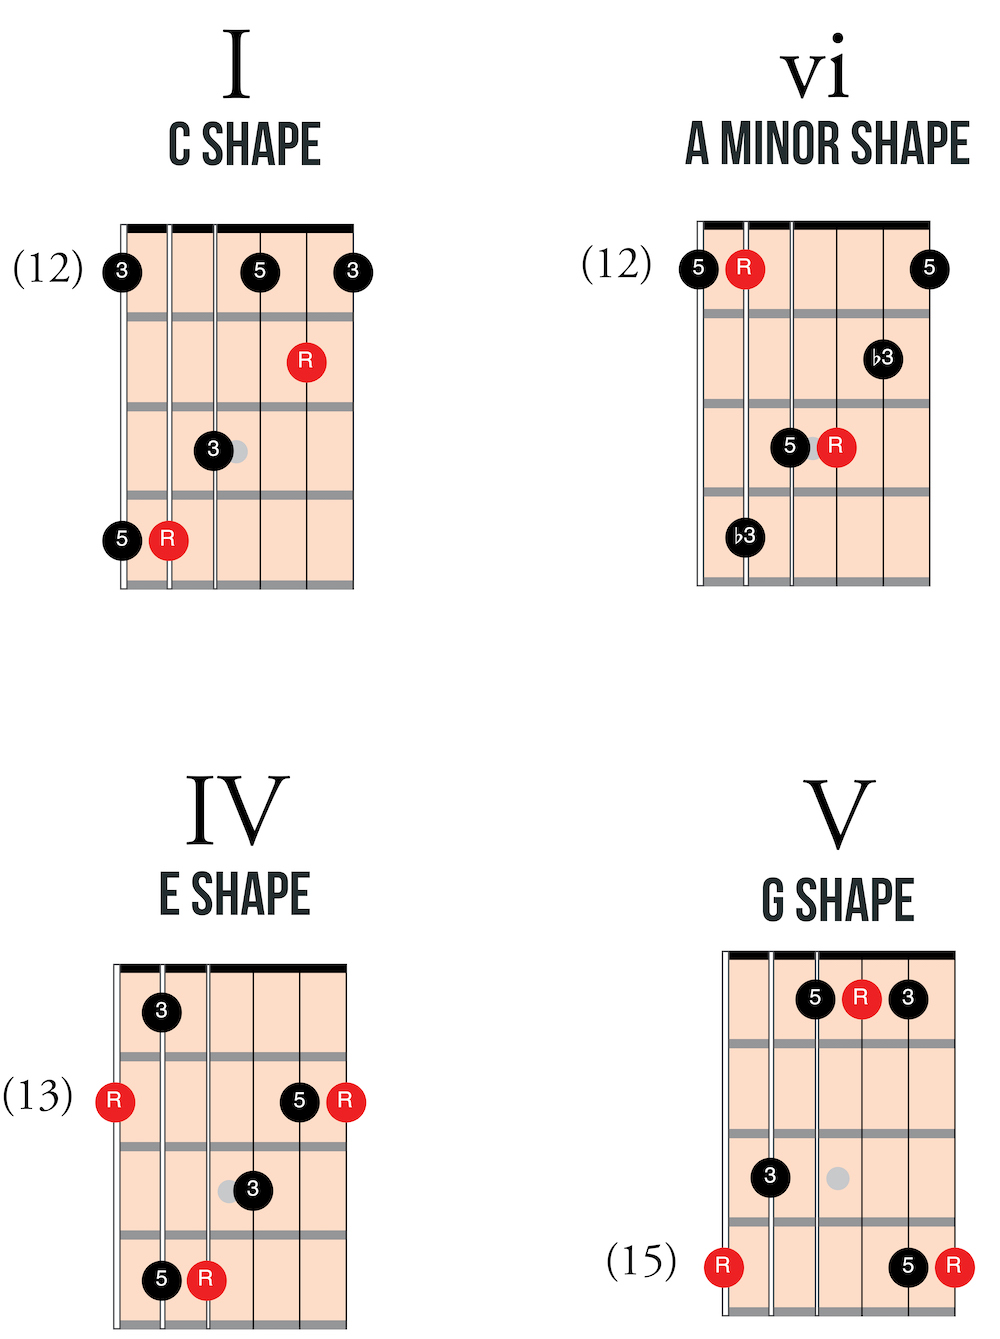 I
C SHAPE
(12) 3 5 3
R
3
5 R
vi
A MINOR SHAPE
(12) 5 R 5
♭3
5 R
♭3
IV
E SHAPE
3
(13) R 5 R
3
5 R
V
G SHAPE
5 R 3
3
(15) R 5 R